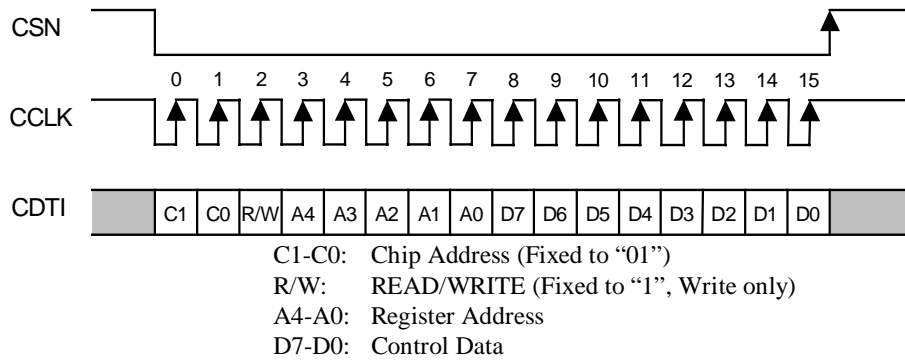 CSN
0 1 2 3 4 5 6 7 8 9 10 11 12 13 14 15
CCLK
CDTI C1 C0 R/W A4 A3 A2 A1 A0 D7 D6 D5 D4 D3 D2 D1 D0
C1-C0: Chip Address (Fixed to “01”)
R/W: READ/WRITE (Fixed to “1”, Write only)
A4-A0: Register Address
D7-D0: Control Data